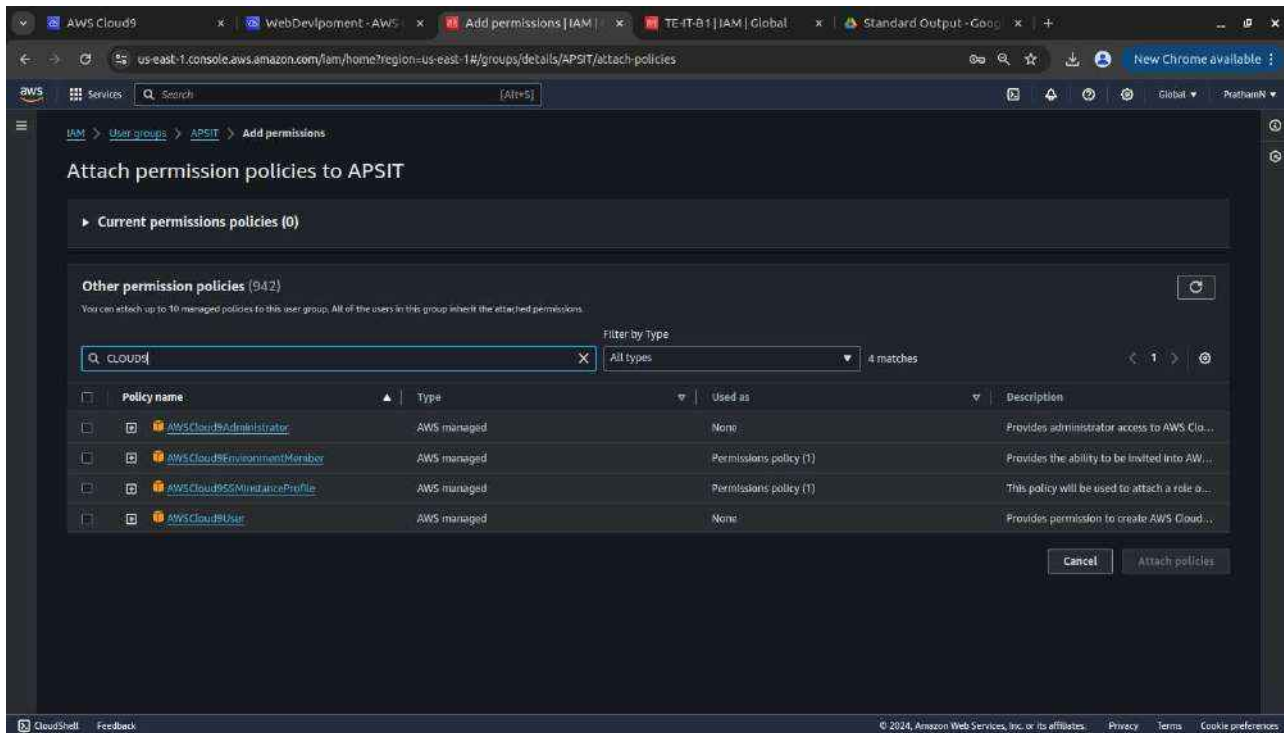 AWS Cloud9
WebDevlpoment - AWS
Add permissions | IAM |
TE-IT-B1 | IAM | Global
Standard Output - Goog
us-east-1.console.aws.amazon.com/iam/home?region=us-east-1#/groups/details/APSIT/attach-policies
New Chrome available
aws
Services
Search
[Alt+S]
Global
PrathamN
IAM > User groups > APSIT > Add permissions
Attach permission policies to APSIT
Current permissions policies (0)
Other permission policies (942)
You can attach up to 10 managed policies to this user group. All of the users in this group inherit the attached permissions.
Filter by Type
CLOUD9
All types
4 matches
1
Policy name Type Used as Description
AWSCloud9Administrator AWS managed None Provides administrator access to AWS Clo...
AWSCloud9EnvironmentMember AWS managed Permissions policy (1) Provides the ability to be invited into AW...
AWSCloud9SSMInstanceProfile AWS managed Permissions policy (1) This policy will be used to attach a role o...
AWSCloud9User AWS managed None Provides permission to create AWS Cloud...
Cancel
Attach policies
CloudShell Feedback
© 2024, Amazon Web Services, Inc. or its affiliates. Privacy Terms Cookie preferences